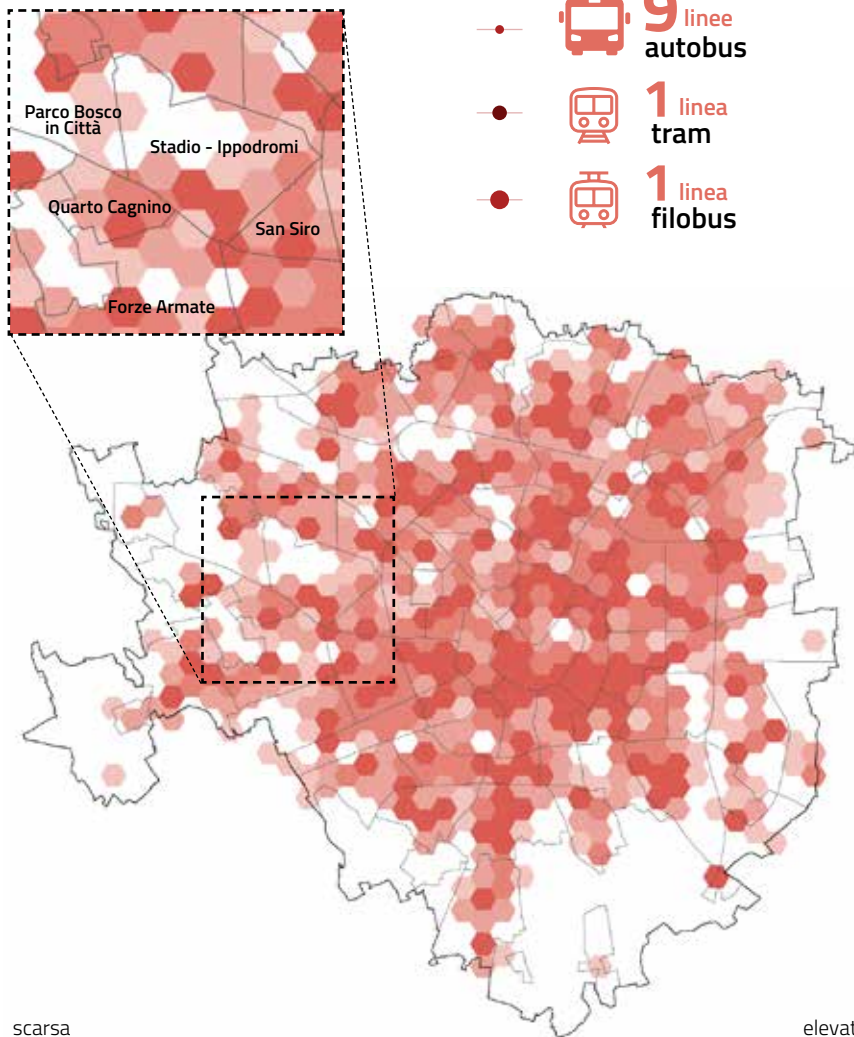 9 linee
autobus
1 linea
tram
1 linea
filobus
Parco Bosco
in Città
Stadio - Ippodromi
Quarto Cagnino
San Siro
Forze Armate
scarsa
elevat